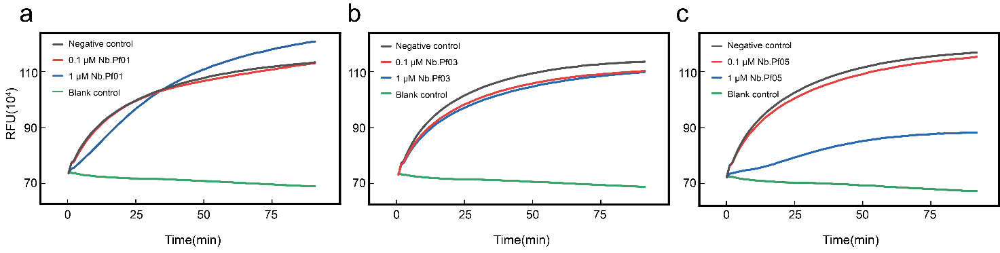 a
Negative control
0.1 μM Nb.Pf01
1 μM Nb.Pf01
Blank control
110
90
70
RFU(10⁴)
0 25 50 75
Time(min)
b
Negative control
0.1 μM Nb.Pf03
1 μM Nb.Pf03
Blank control
110
90
70
0 25 50 75
Time(min)
c
Negative control
0.1 μM Nb.Pf05
1 μM Nb.Pf05
Blank control
110
90
70
0 25 50 75
Time(min)